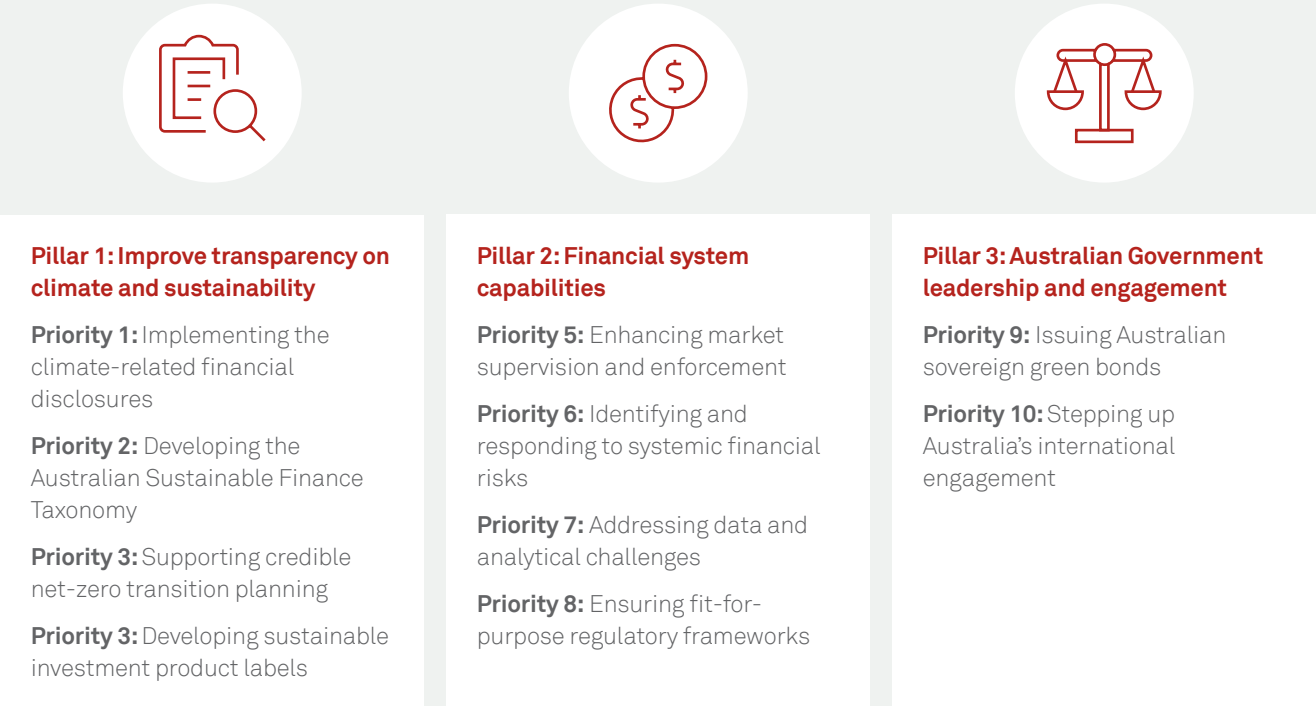 $
$
Pillar 1: Improve transparency on
climate and sustainability
Priority 1: Implementing the
climate-related financial
disclosures
Priority 2: Developing the
Australian Sustainable Finance
Taxonomy
Priority 3: Supporting credible
net-zero transition planning
Priority 3: Developing sustainable
investment product labels
Pillar 2: Financial system
capabilities
Priority 5: Enhancing market
supervision and enforcement
Priority 6: Identifying and
responding to systemic financial
risks
Priority 7: Addressing data and
analytical challenges
Priority 8: Ensuring fit-for-
purpose regulatory frameworks
Pillar 3: Australian Government
leadership and engagement
Priority 9: Issuing Australian
sovereign green bonds
Priority 10: Stepping up
Australia’s international
engagement